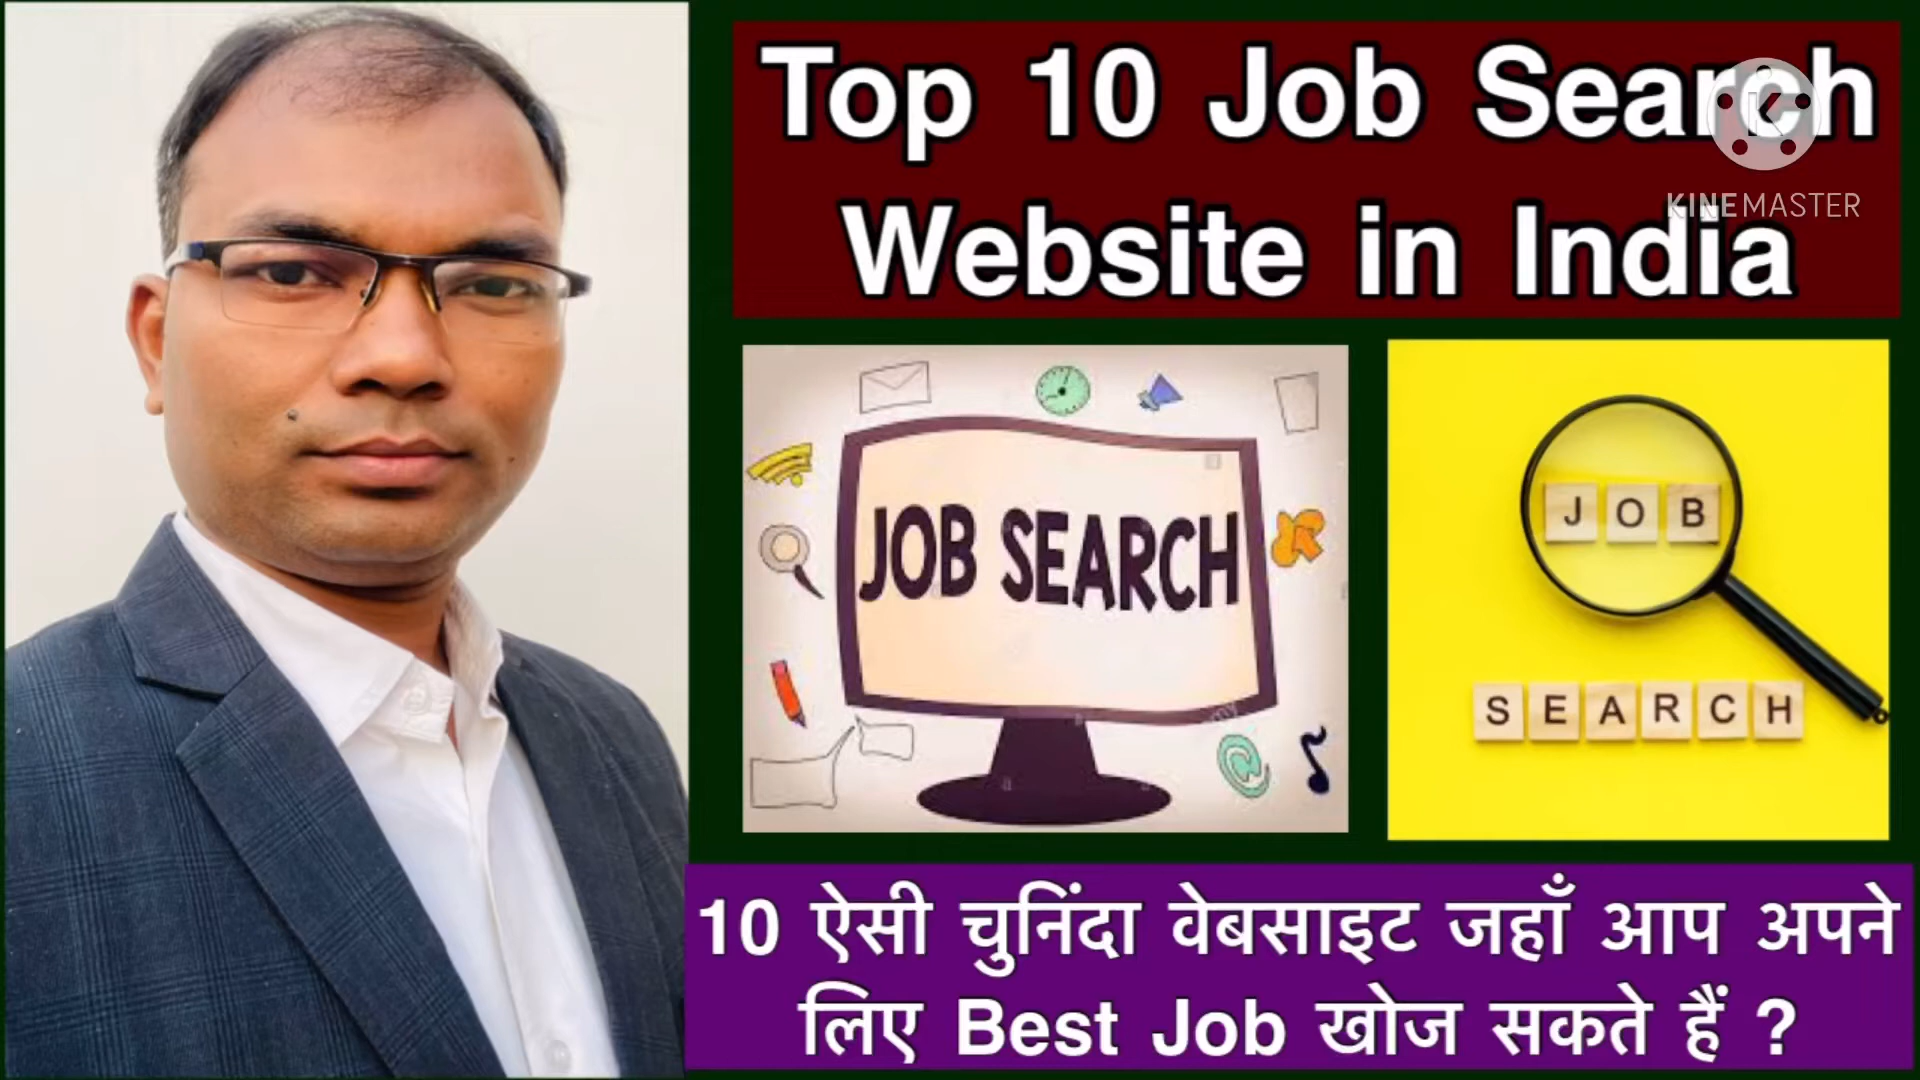 Top 10 Job Search
Website in India
KINEMASTER
JOB SEARCH
JOB
SEARCH
10 ऐसी चुनिंदा वेबसाइट जहाँ आप अपने
लिए Best Job खोज सकते हैं ?